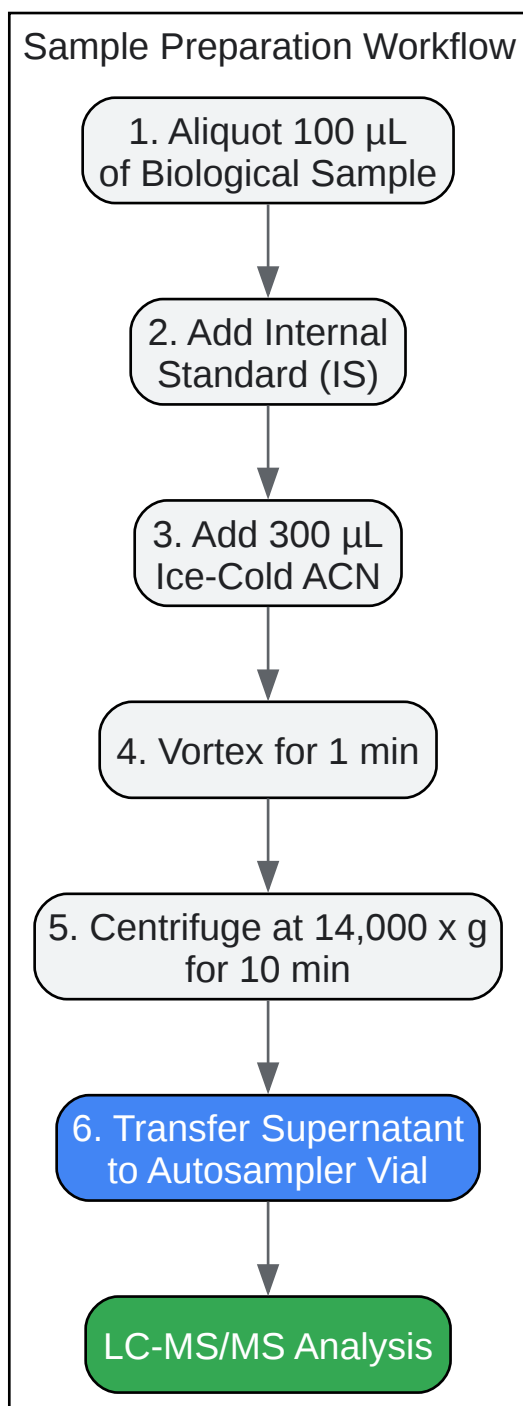 Sample Preparation Workflow
1. Aliquot 100 µL
of Biological Sample
2. Add Internal
Standard (IS)
3. Add 300 µL
Ice-Cold ACN
4. Vortex for 1 min
5. Centrifuge at 14,000 x g
for 10 min
6. Transfer Supernatant
to Autosampler Vial
LC-MS/MS Analysis